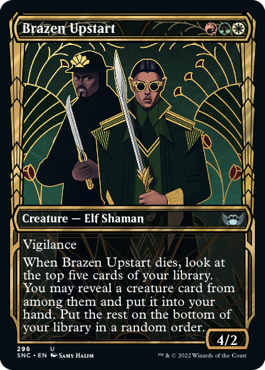 Brazen Upstart
Creature — Elf Shaman
Vigilance
When Brazen Upstart dies, look at
the top five cards of your library.
You may reveal a creature card from
among them and put it into your
hand. Put the rest on the bottom of
your library in a random order.
4/2
296 U
SNC • EN SAMY HALIM
™ & © 2022 Wizards of the Coast